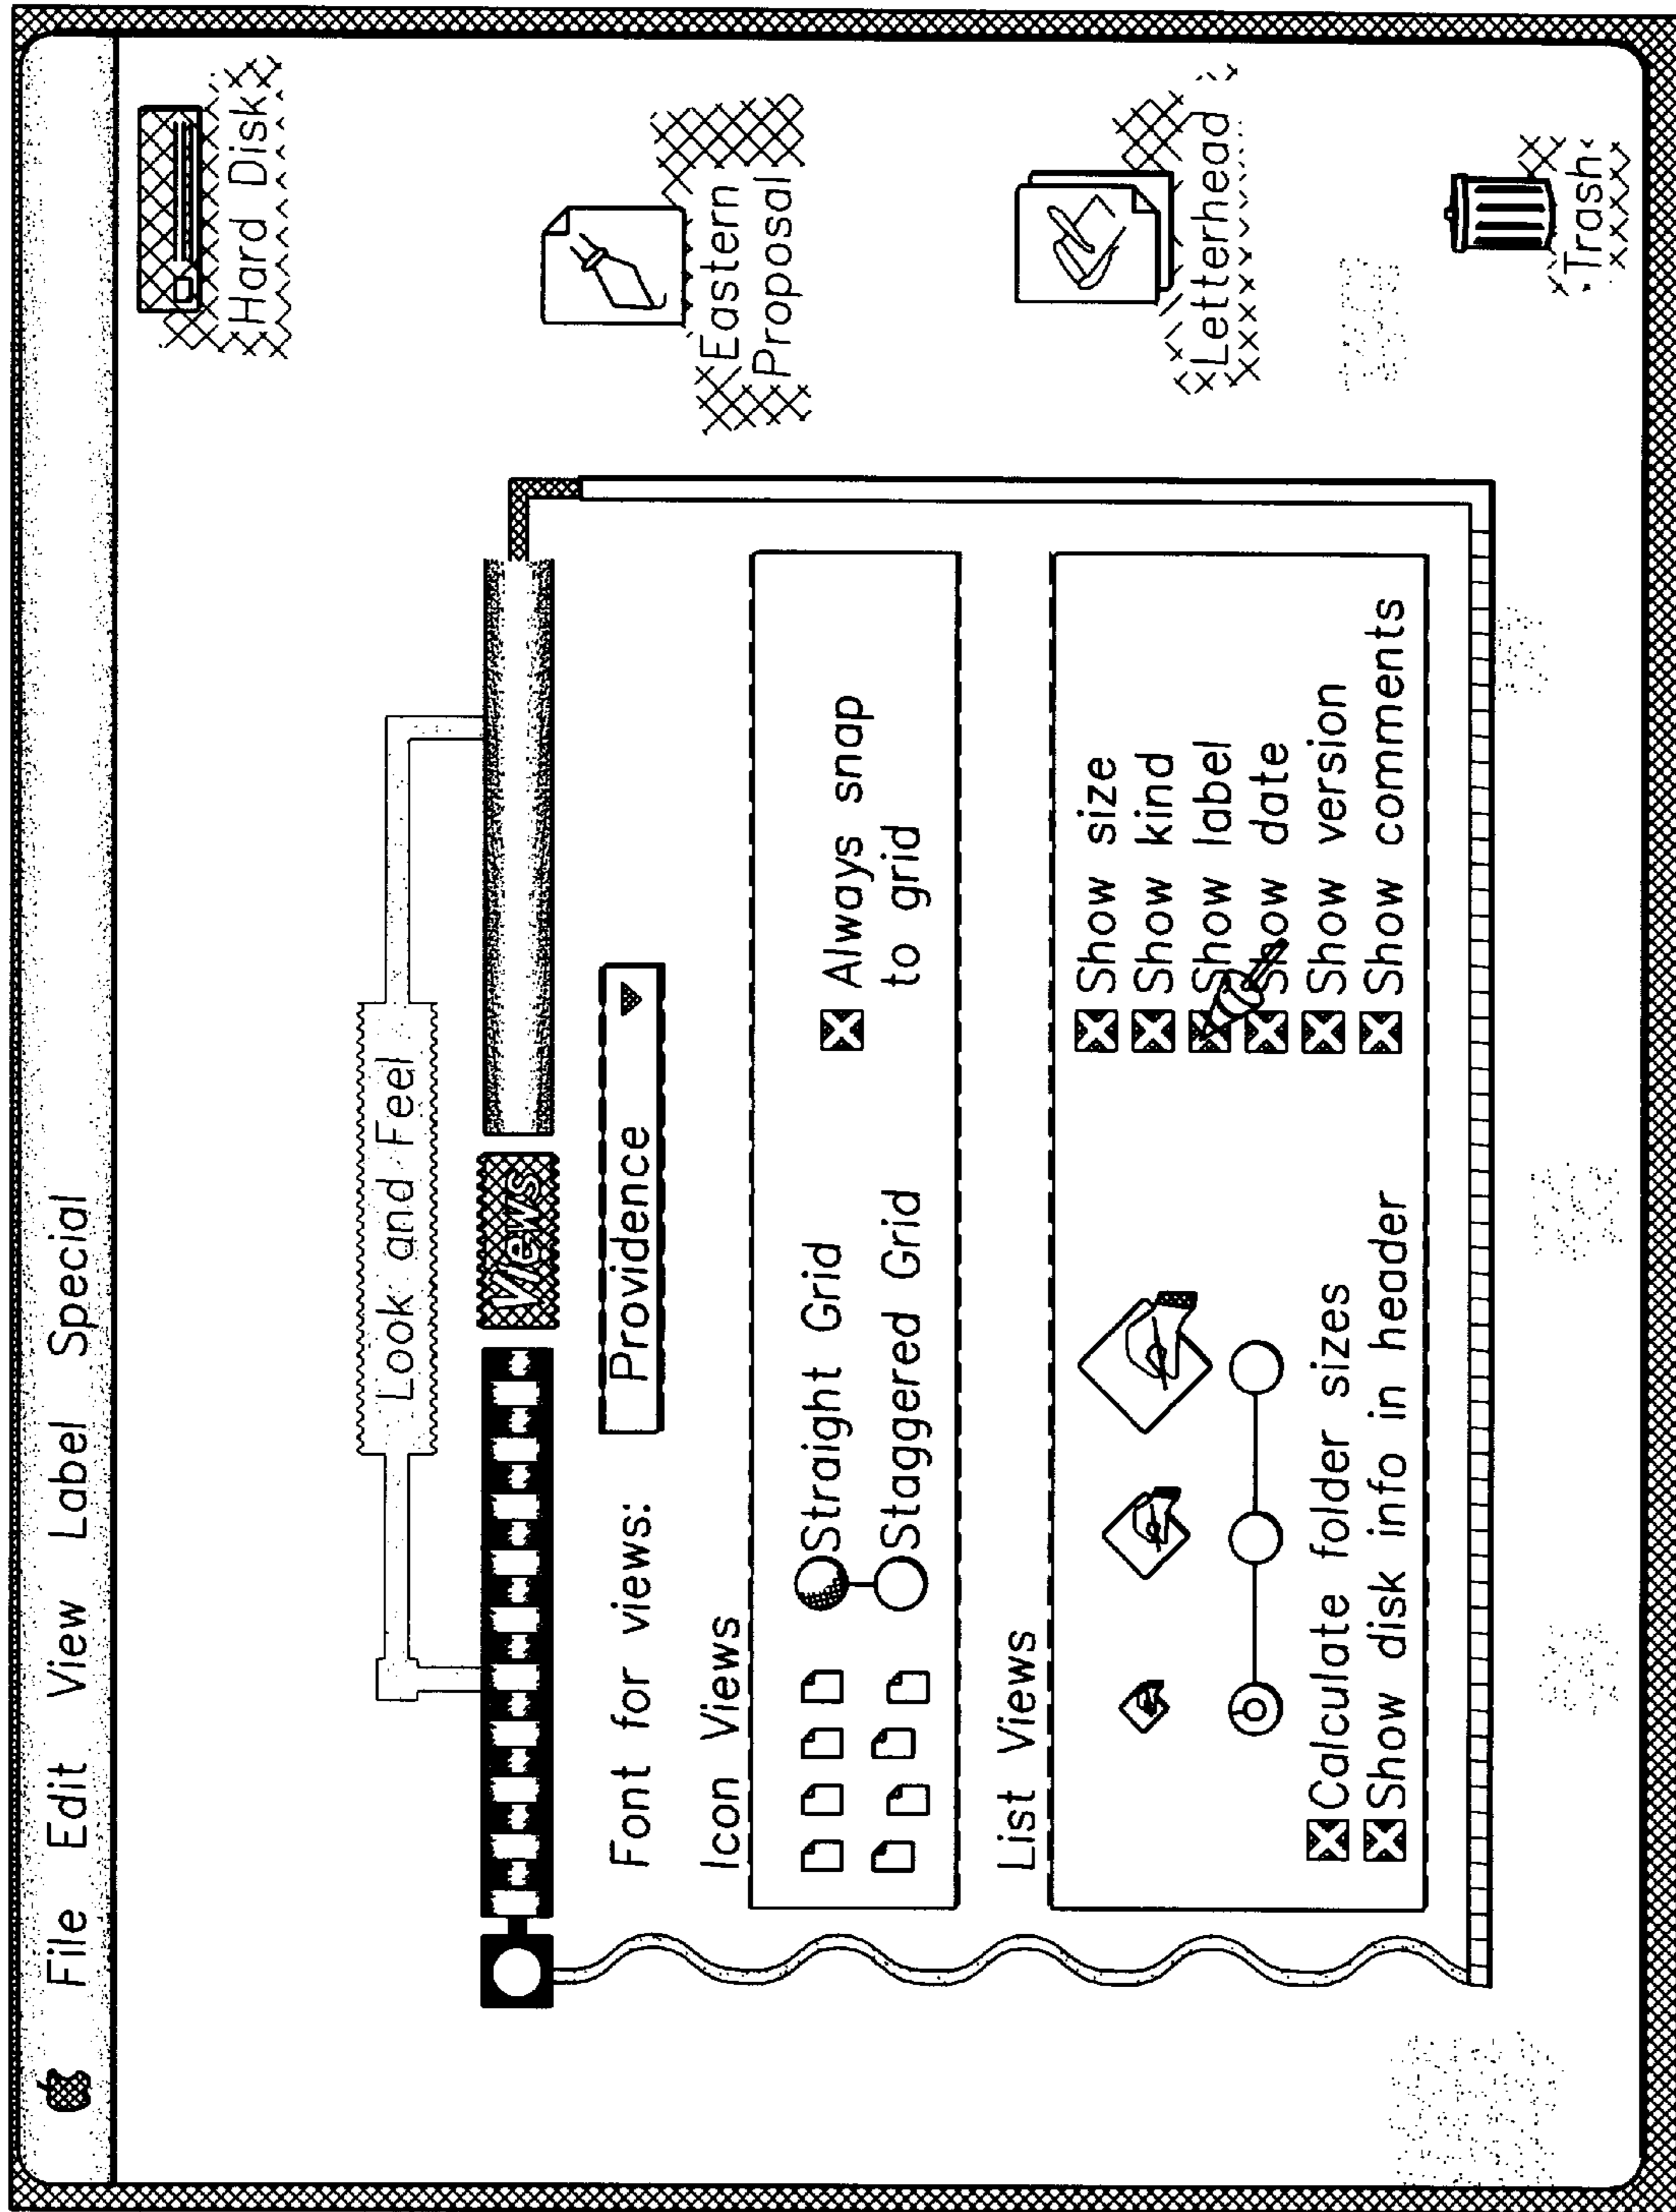 File Edit View Label Special
Hard Disk
Look and Feel
Views
Font for views: Providence
Eastern
Proposal
Icon Views
Straight Grid
Staggered Grid
Always snap
to grid
List Views
Show size
Show kind
Show label
Show date
Show version
Show comments
Calculate folder sizes
Show disk info in header
Letterhead
Trash